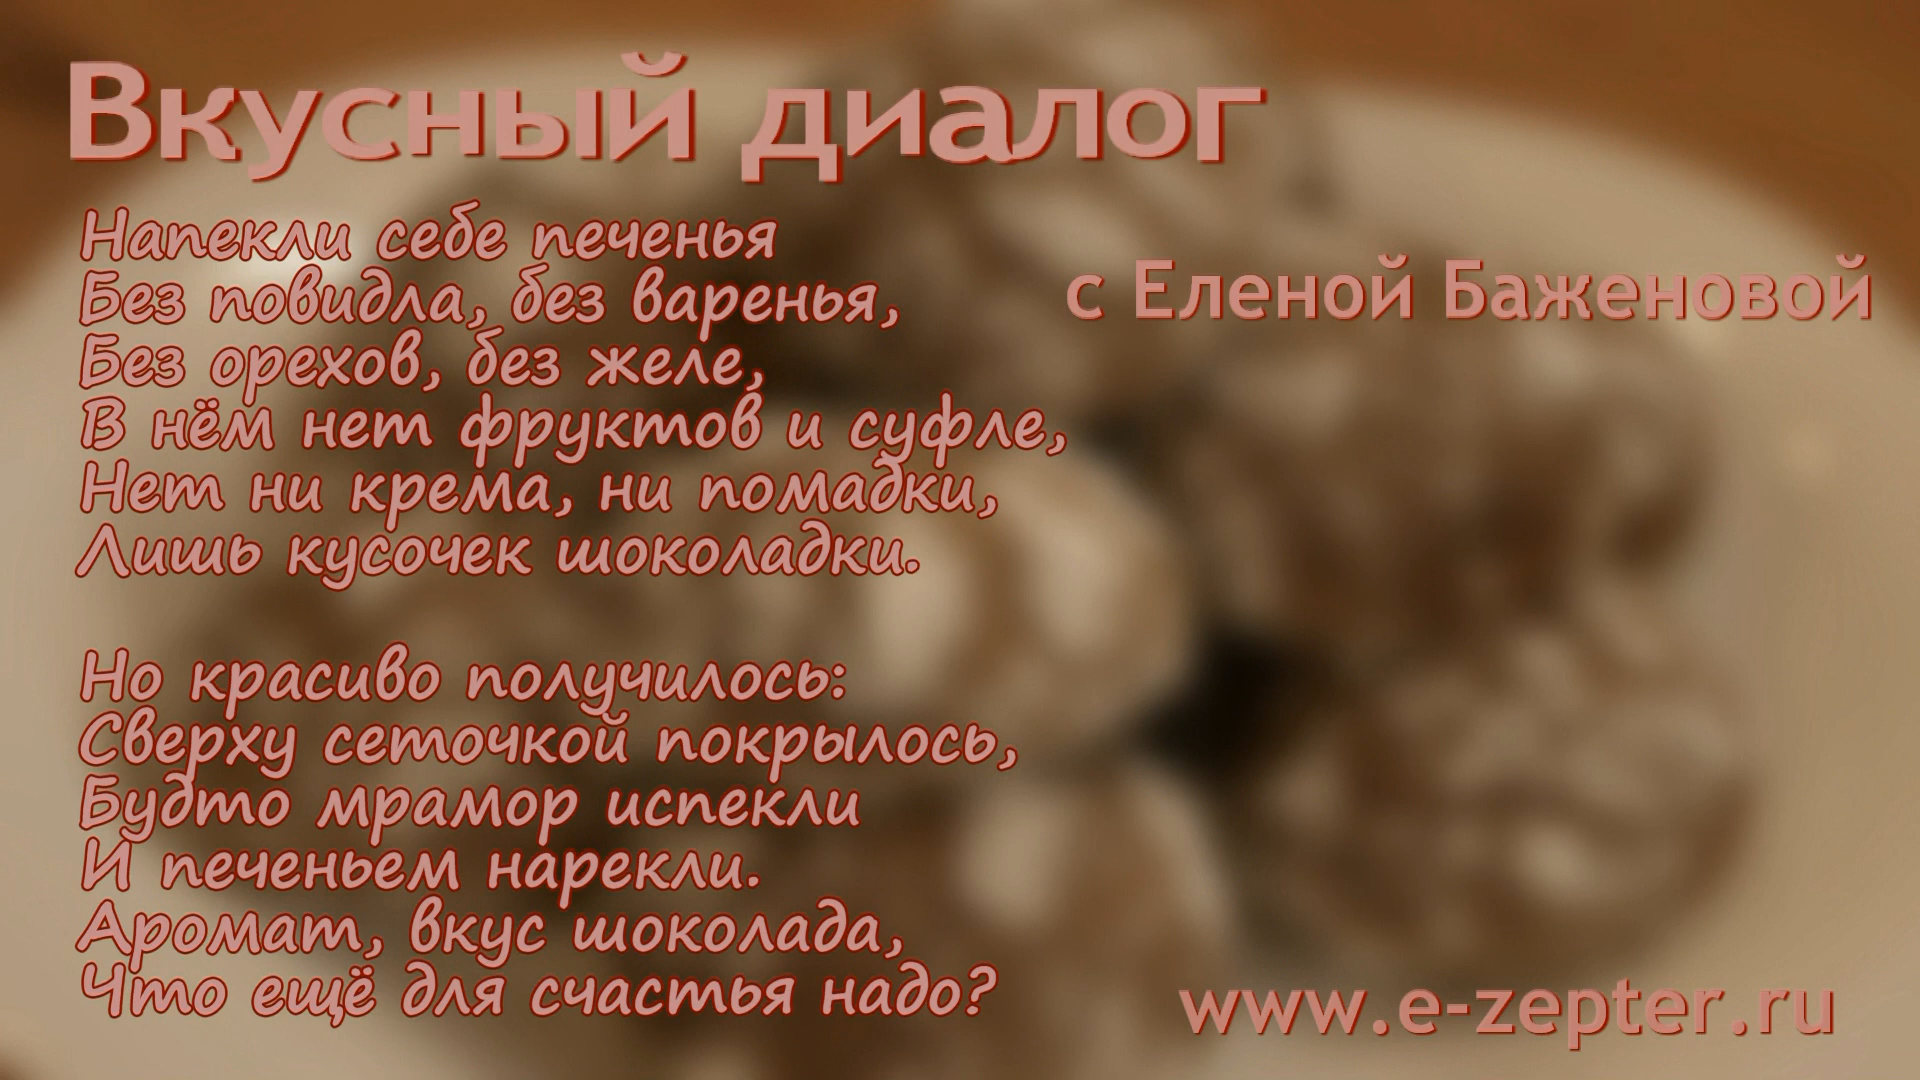 Вкусный диалог
с Еленой Баженовой
Напекли себе печенья
Без повидла, без варенья,
Без орехов, без желе,
В нём нет фруктов и суфле,
Нет ни крема, ни помадки,
Лишь кусочек шоколадки.
Но красиво получилось:
Сверху сеточкой покрылось,
Будто мрамор испекли
И печеньем нарекли.
Аромат, вкус шоколада,
Что ещё для счастья надо?
www.e-zepter.ru